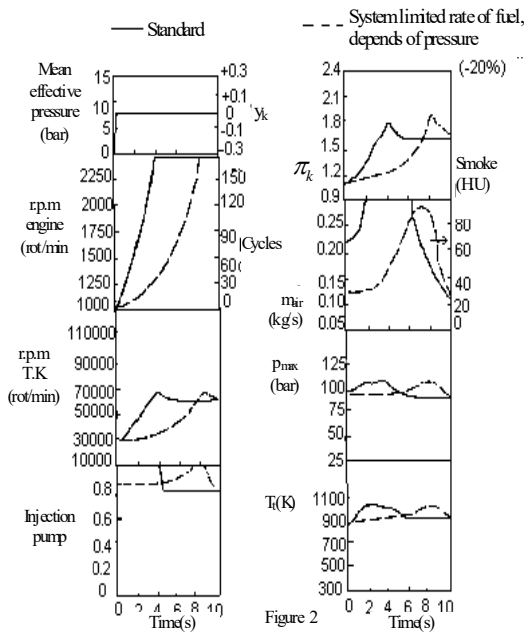 Standard
System limited rate of fuel,
depends of pressure
(-20%)
Mean
effective
pressure
(bar)
15
10
5
0
+0.3
+0.1
0
-0.1
-0.3
yk
r.p.m
engine
(rot/min
2250
2000
1750
1500
1250
1000
150
120
90
60
30
0
Cycles
r.p.m
T.K
(rot/min)
110000
90000
70000
50000
30000
10000
Injection
pump
0.8
0.6
0.4
0.2
0
0 2 4 6 8 10
Time(s)
πk
2.4
2.1
1.8
1.5
1.2
0.9
Smoke
(HU)
0.25
0.20
0.15
0.10
0.05
80
60
40
20
0
mair
(kg/s)
pmax
(bar)
125
100
75
50
25
Tt(K)
1100
900
700
500
300
0 2 4 6 8 10
Time(s)
Figure 2